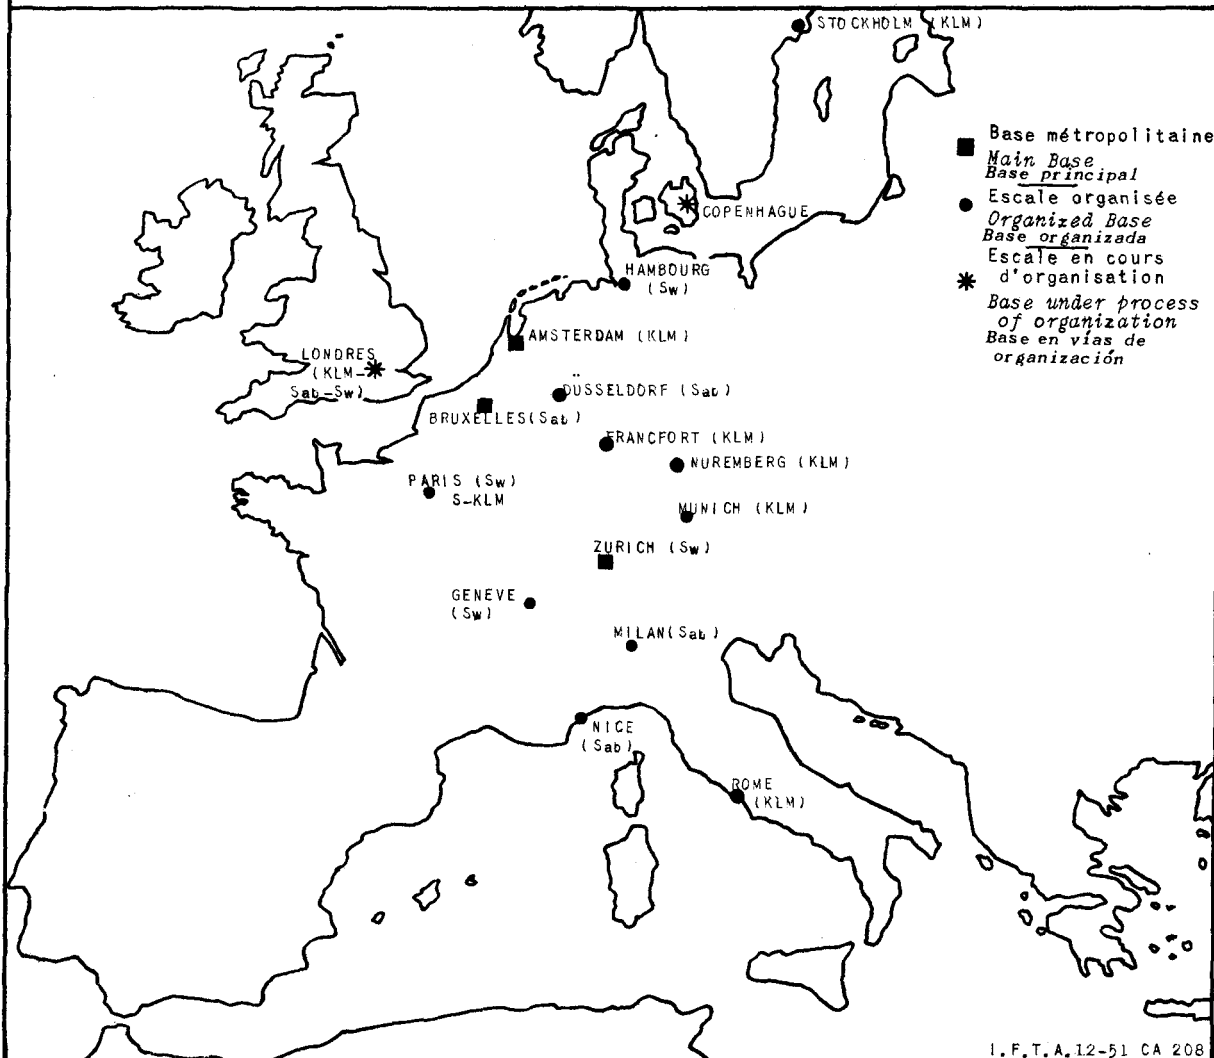 STOCKHOLM (KLM)
Base métropolitaine
Main Base
Base principal
Escale organisée
Organized Base
Base organizada
Escale en cours
d'organisation
Base under process
of organization
Base en vías de
organización
COPENHAGUE
HAMBOURG
(Sw)
AMSTERDAM (KLM)
LONDRES
(KLM-
Sab-Sw)
DÜSSELDORF (Sab)
BRUXELLES(Sab)
FRANCFORT (KLM)
NUREMBERG (KLM)
PARIS (Sw)
S-KLM
MUNICH (KLM)
ZURICH (Sw)
GENEVE
(Sw)
MILAN(Sab)
NICE
(Sab)
ROME
(KLM)
I.F.T.A.12-51 CA 208